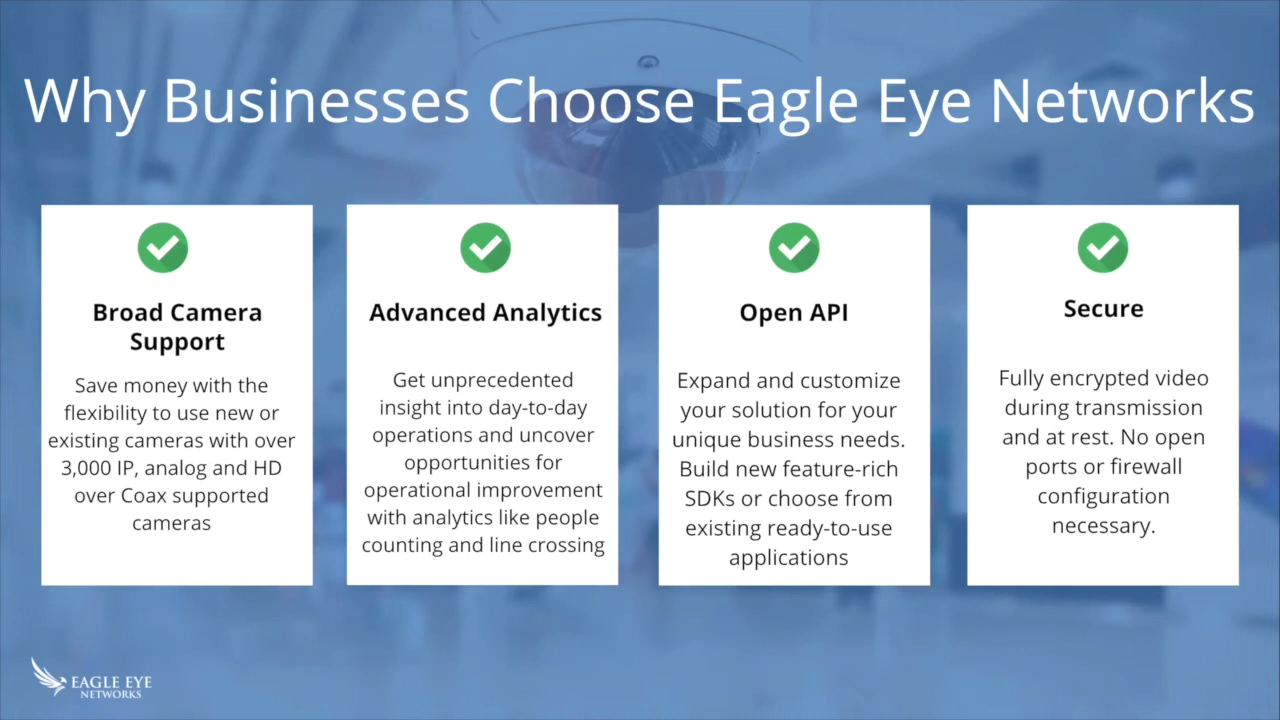 Why Businesses Choose Eagle Eye Networks
Broad Camera
Support
Save money with the
flexibility to use new or
existing cameras with over
3,000 IP, analog and HD
over Coax supported
cameras
Advanced Analytics
Get unprecedented
insight into day-to-day
operations and uncover
opportunities for
operational improvement
with analytics like people
counting and line crossing
Open API
Expand and customize
your solution for your
unique business needs.
Build new feature-rich
SDKs or choose from
existing ready-to-use
applications
Secure
Fully encrypted video
during transmission
and at rest. No open
ports or firewall
configuration
necessary.
EAGLE EYE
NETWORKS